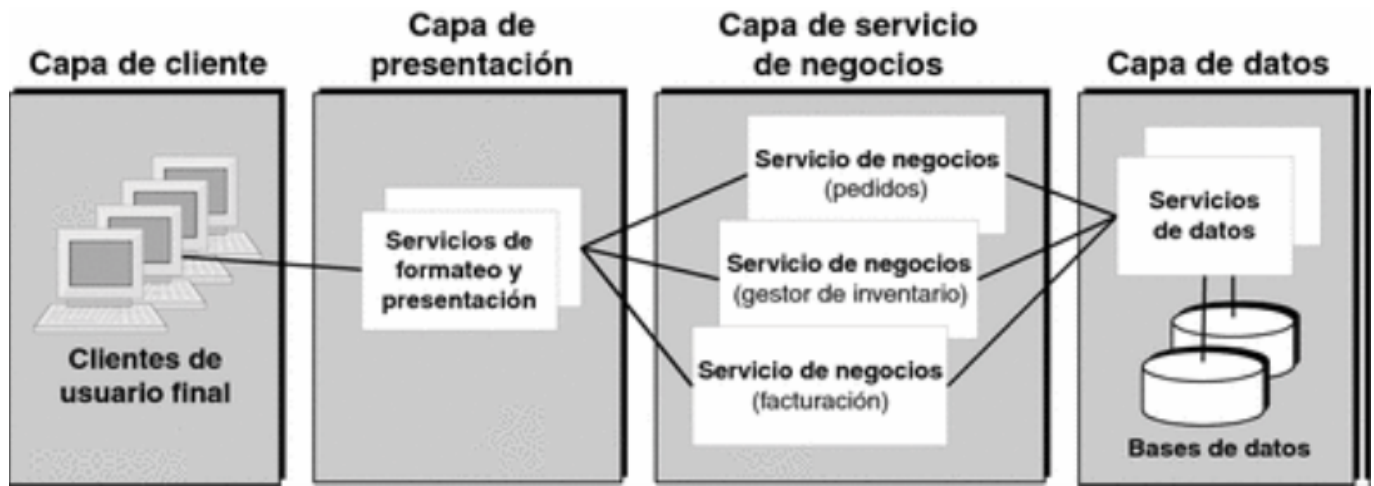 Capa de cliente
Clientes de
usuario final
Capa de
presentación
Servicios de
formateo y
presentación
Capa de servicio
de negocios
Servicio de negocios
(pedidos)
Servicio de negocios
(gestor de inventario)
Servicio de negocios
(facturación)
Capa de datos
Servicios
de datos
Bases de datos